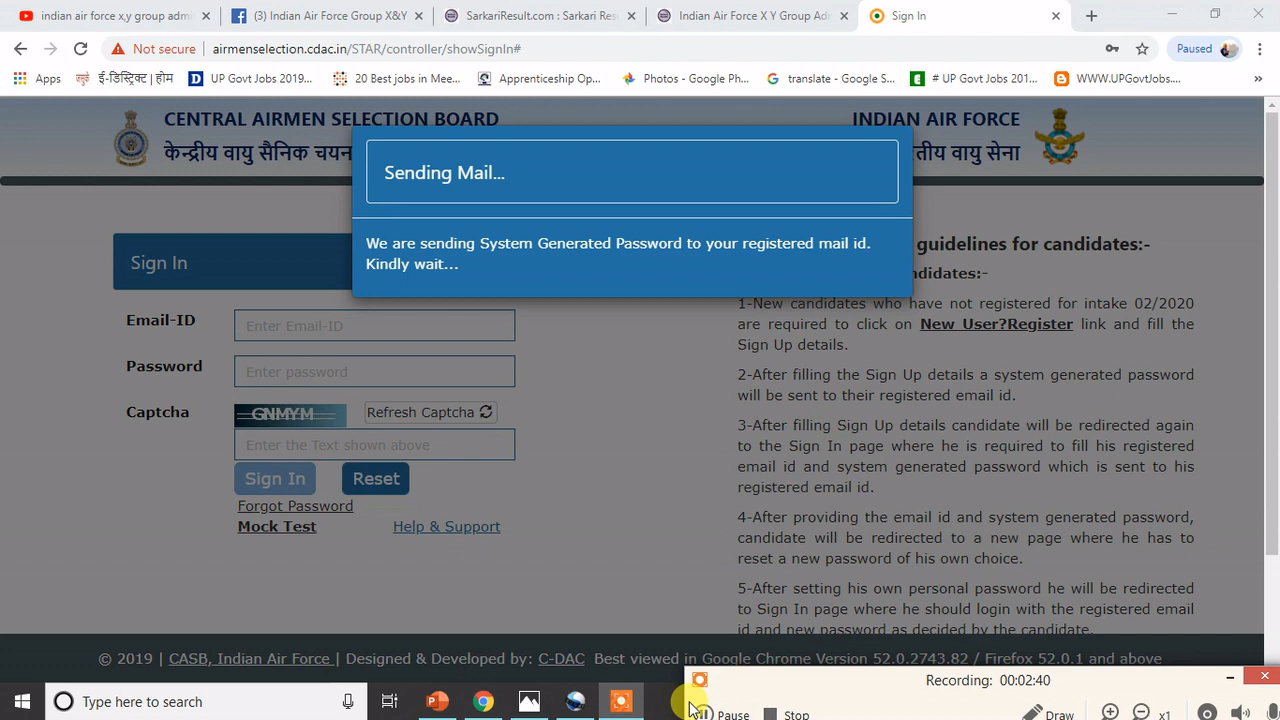 indian air force x,y group admi
(3) Indian Air Force Group X&Y
SarkariResult.com : Sarkari Res
Indian Air Force X Y Group Adm
Sign In
Not secure
airmenselection.cdac.in/STAR/controller/showSignIn#
Paused
Apps
ई-डिस्ट्रिक्ट | होम
UP Govt Jobs 2019...
20 Best jobs in Mee...
Apprenticeship Op...
Photos - Google Ph...
translate - Google S...
# UP Govt Jobs 201...
WWW.UPGovtJobs....
CENTRAL AIRMEN SELECTION BOARD
केन्द्रीय वायु सैनिक चयन
INDIAN AIR FORCE
तीय वायु सेना
Sending Mail...
We are sending System Generated Password to your registered mail id.
Kindly wait...
Sign In
Email-ID
Enter Email-ID
Password
Enter password
Captcha
GNMYM
Refresh Captcha
Enter the Text shown above
Sign In
Reset
Forgot Password
Mock Test
Help & Support
guidelines for candidates:-
andidates:-
1-New candidates who have not registered for intake 02/2020
are required to click on New User?Register link and fill the
Sign Up details.
2-After filling the Sign Up details a system generated password
will be sent to their registered email id.
3-After filling Sign Up details candidate will be redirected again
to the Sign In page where he is required to fill his registered
email id and system generated password which is sent to his
registered email id.
4-After providing the email id and system generated password,
candidate will be redirected to a new page where he has to
reset a new password of his own choice.
5-After setting his own personal password he will be redirected
to Sign In page where he should login with the registered email
id and new password as decided by the candidate.
© 2019 | CASB, Indian Air Force | Designed & Developed by: C-DAC Best viewed in Google Chrome Version 52.0.2743.82 / Firefox 52.0.1 and above
Type here to search
Recording: 00:02:40
Pause
Stop
Draw
x1